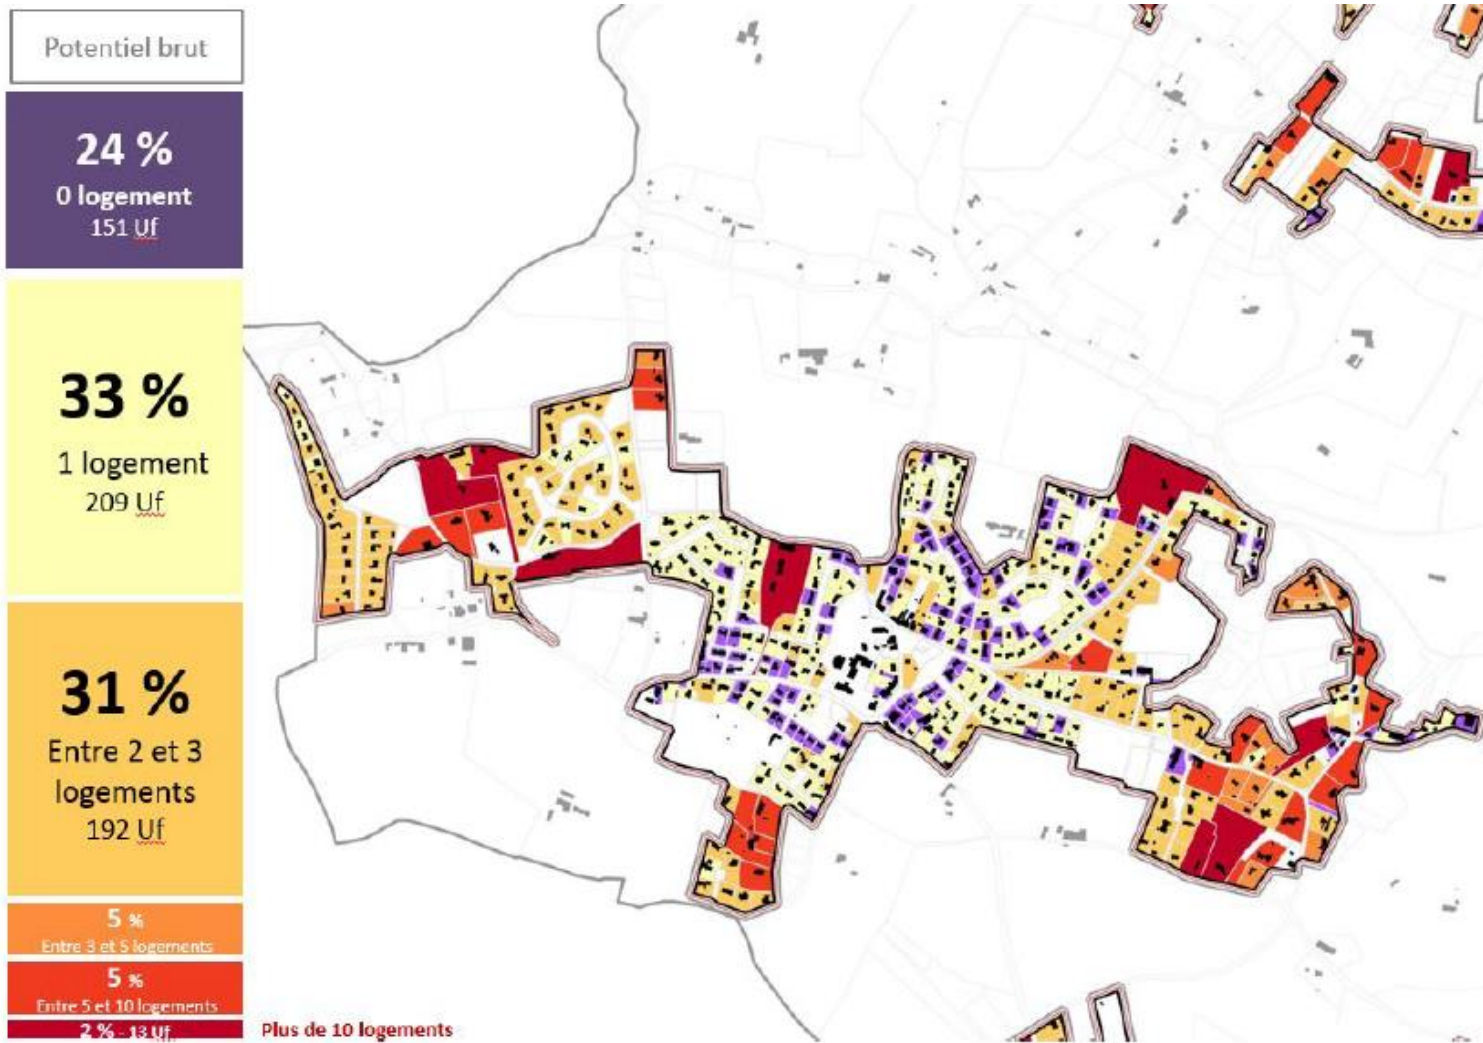 Potentiel brut
24 %
0 logement
151 Uf
33 %
1 logement
209 Uf
31 %
Entre 2 et 3
logements
192 Uf
5 %
Entre 3 et 5 logements
5 %
Entre 5 et 10 logements
2 % - 13 Uf
Plus de 10 logements